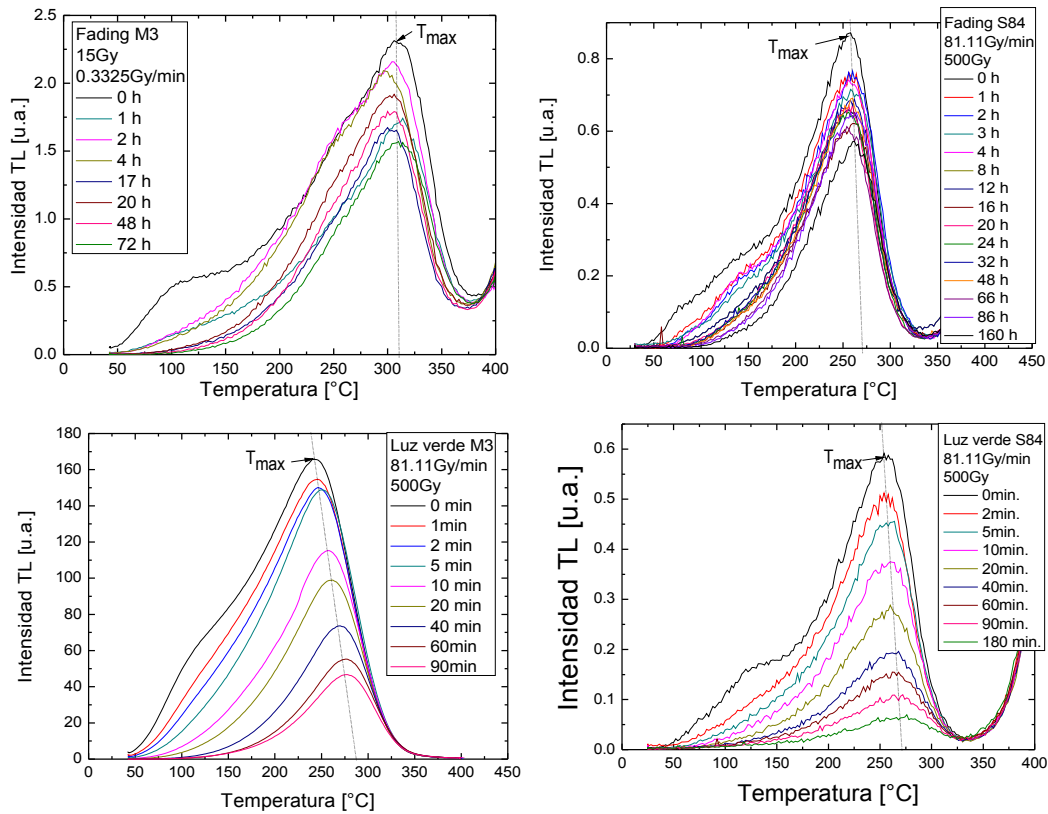 Fading M3
15Gy
0.3325Gy/min
0 h
1 h
2 h
4 h
17 h
20 h
48 h
72 h
Tmax
Intensidad TL [u.a.]
2.5
2.0
1.5
1.0
0.5
0.0
0 50 100 150 200 250 300 350 400
Temperatura [°C]
Fading S84
81.11Gy/min
500Gy
0 h
1 h
2 h
3 h
4 h
8 h
12 h
16 h
20 h
24 h
32 h
48 h
66 h
86 h
160 h
Tmax
Intensidad TL [u.a.]
0.8
0.6
0.4
0.2
0.0
0 50 100 150 200 250 300 350 400 450
Temperatura [°C]
Luz verde M3
81.11Gy/min
500Gy
0 min
1min
2 min
5 min
10 min
20 min
40 min
60min
90min
Tmax
Intensidad TL [u.a.]
180
160
140
120
100
80
60
40
20
0
0 50 100 150 200 250 300 350 400 450
Temperatura [°C]
Luz verde S84
81.11Gy/min
500Gy
0min.
2min.
5min.
10min.
20min.
40min.
60min.
90min.
180 min.
Tmax
Intensidad TL [u.a.]
0.6
0.5
0.4
0.3
0.2
0.1
0.0
0 50 100 150 200 250 300 350 400
Temperatura [°C]